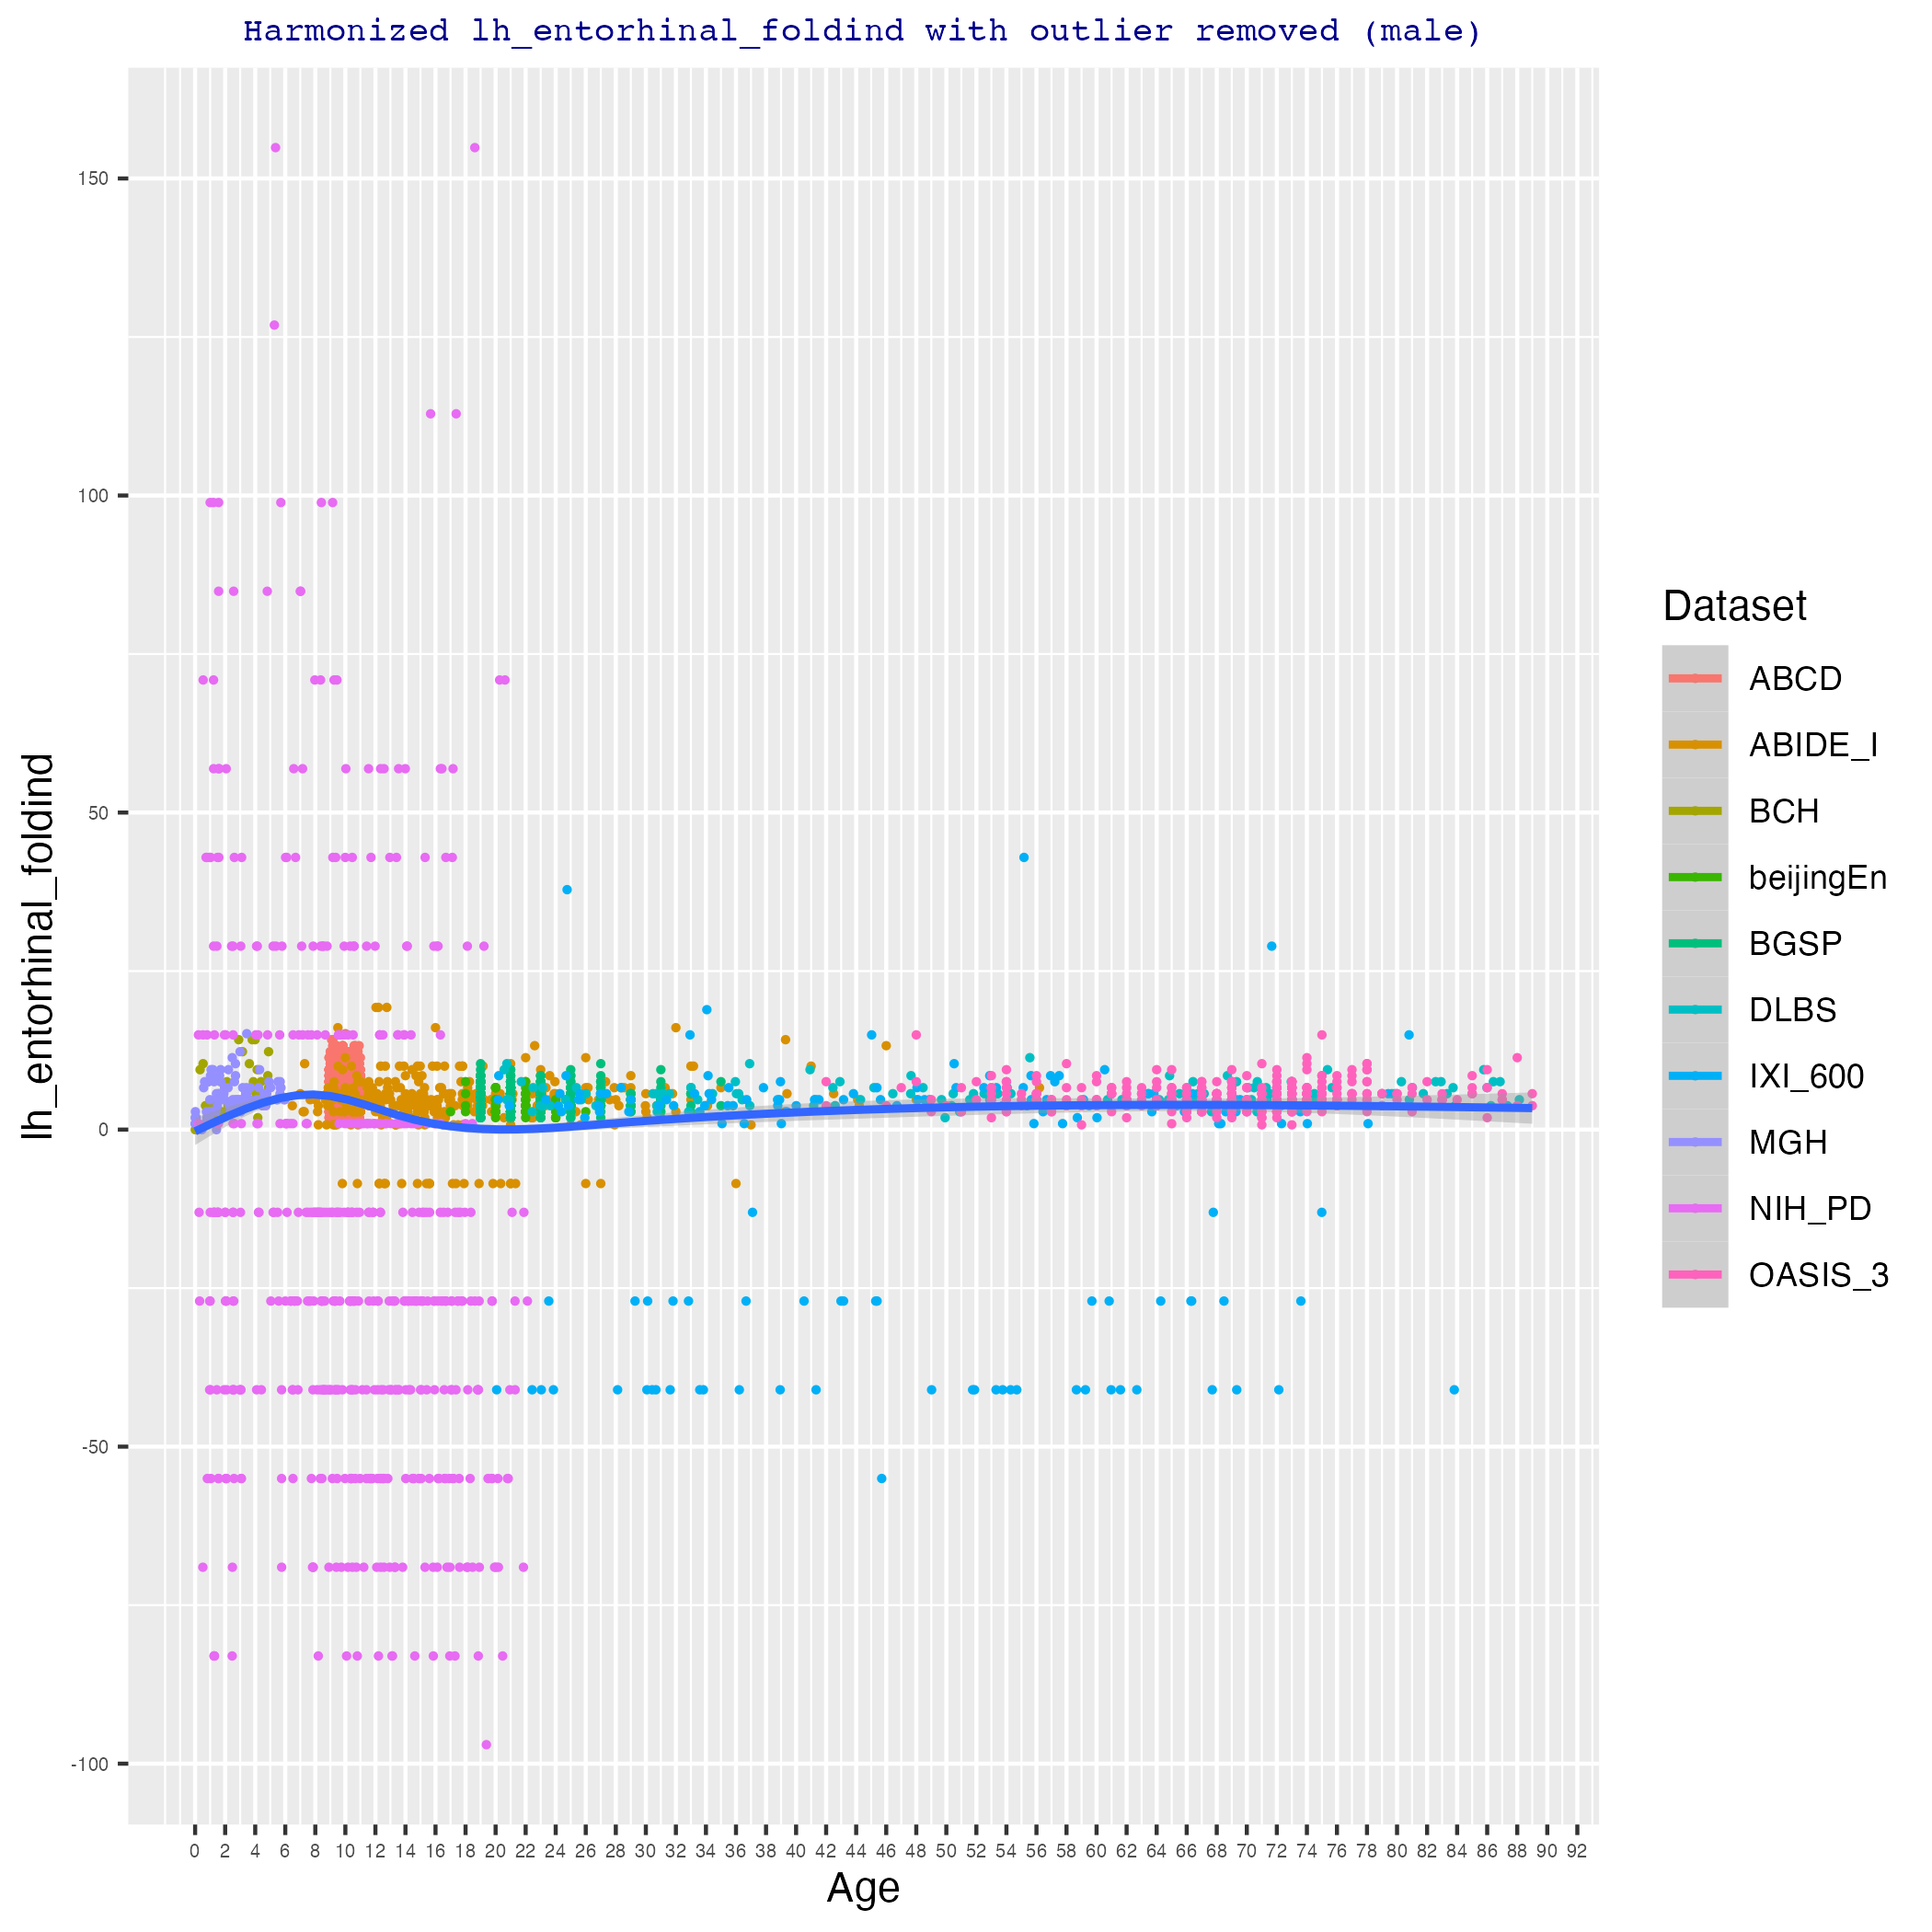 Harmonized lh_entorhinal_foldind with outlier removed (male)
150
100
50
0
-50
-100
lh_entorhinal_foldind
0 2 4 6 8 10 12 14 16 18 20 22 24 26 28 30 32 34 36 38 40 42 44 46 48 50 52 54 56 58 60 62 64 66 68 70 72 74 76 78 80 82 84 86 88 90 92
Age
Dataset
ABCD
ABIDE_I
BCH
beijingEn
BGSP
DLBS
IXI_600
MGH
NIH_PD
OASIS_3